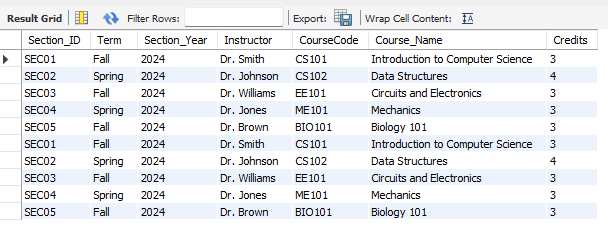 Result Grid Filter Rows: Export: Wrap Cell Content:
Section_ID Term Section_Year Instructor CourseCode Course_Name Credits
SEC01 Fall 2024 Dr. Smith CS101 Introduction to Computer Science 3
SEC02 Spring 2024 Dr. Johnson CS102 Data Structures 4
SEC03 Fall 2024 Dr. Williams EE101 Circuits and Electronics 3
SEC04 Spring 2024 Dr. Jones ME101 Mechanics 3
SEC05 Fall 2024 Dr. Brown BIO101 Biology 101 3
SEC01 Fall 2024 Dr. Smith CS101 Introduction to Computer Science 3
SEC02 Spring 2024 Dr. Johnson CS102 Data Structures 4
SEC03 Fall 2024 Dr. Williams EE101 Circuits and Electronics 3
SEC04 Spring 2024 Dr. Jones ME101 Mechanics 3
SEC05 Fall 2024 Dr. Brown BIO101 Biology 101 3